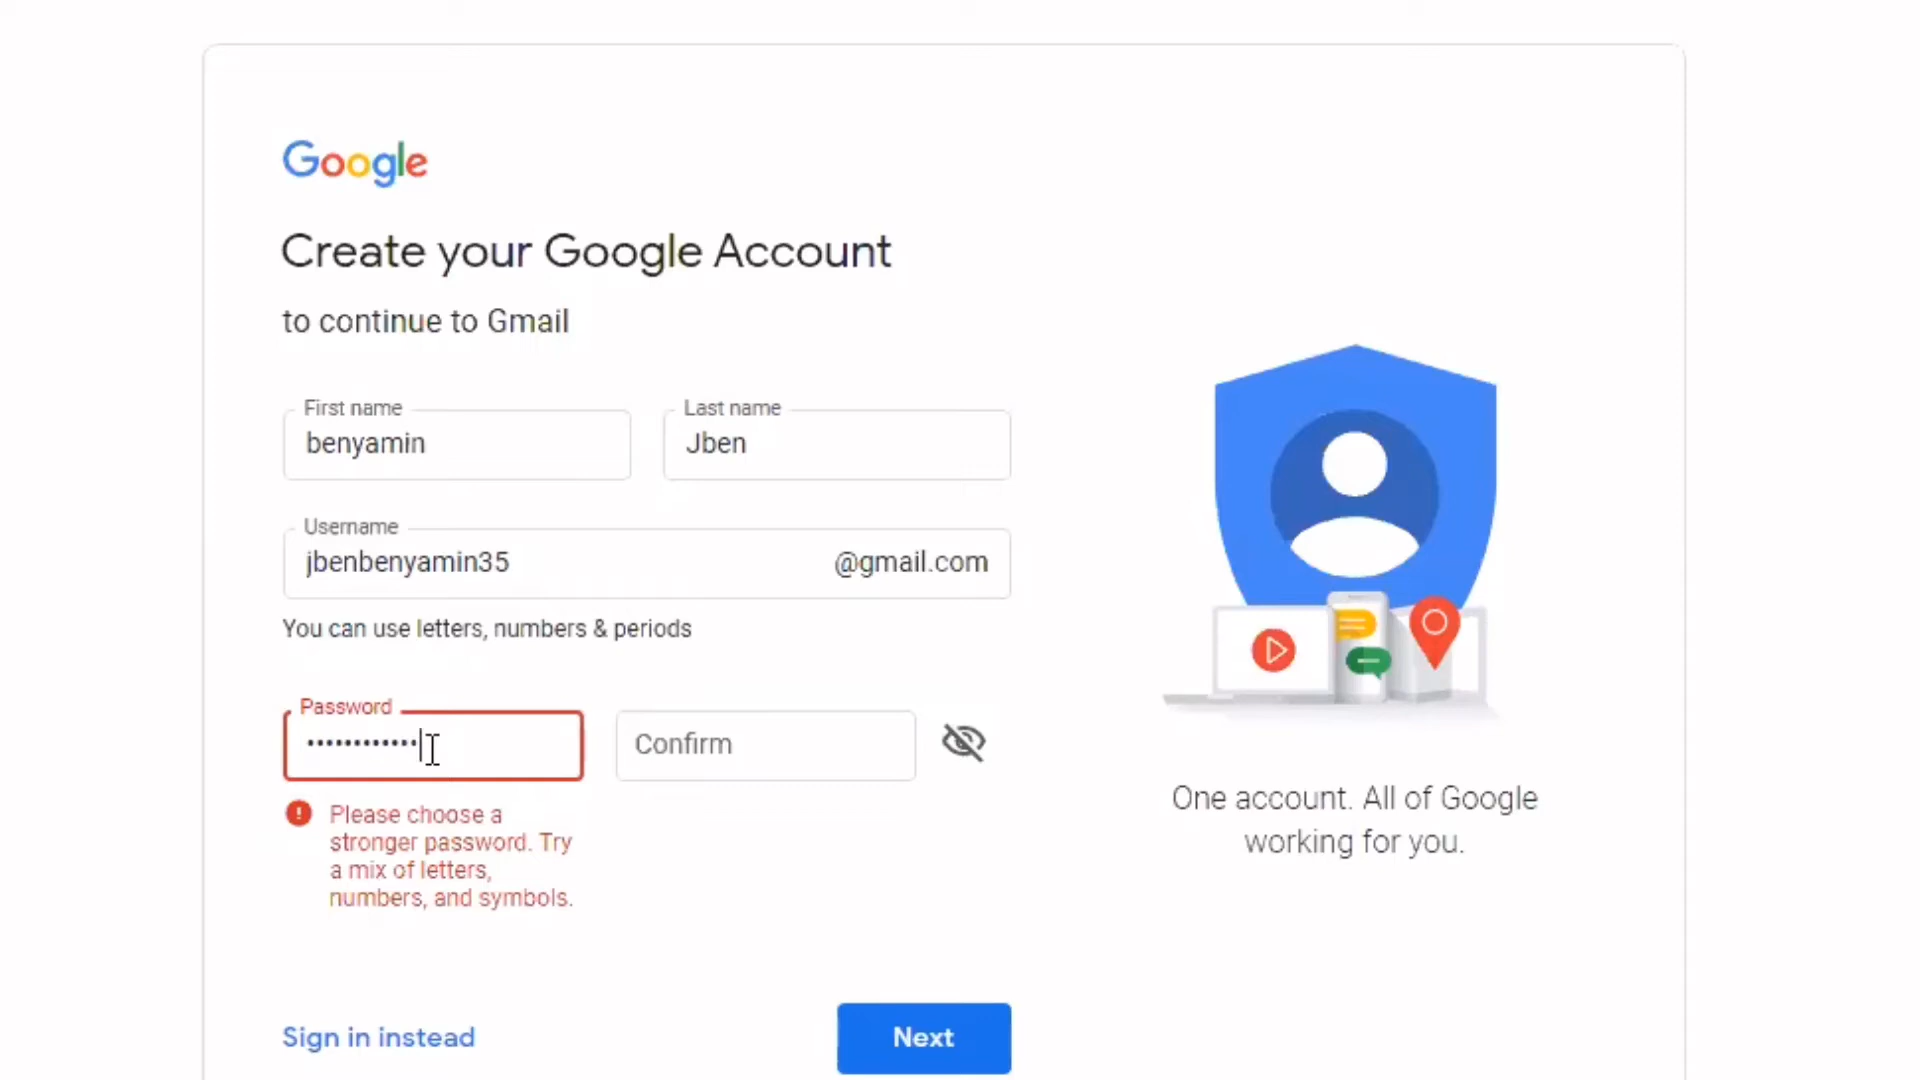 Google
Create your Google Account
to continue to Gmail
First name
benyamin
Last name
Jben
Username
jbenbenyamin35
@gmail.com
You can use letters, numbers & periods
Password
••••••••••••
Confirm
Please choose a
stronger password. Try
a mix of letters,
numbers, and symbols.
Sign in instead
Next
One account. All of Google
working for you.